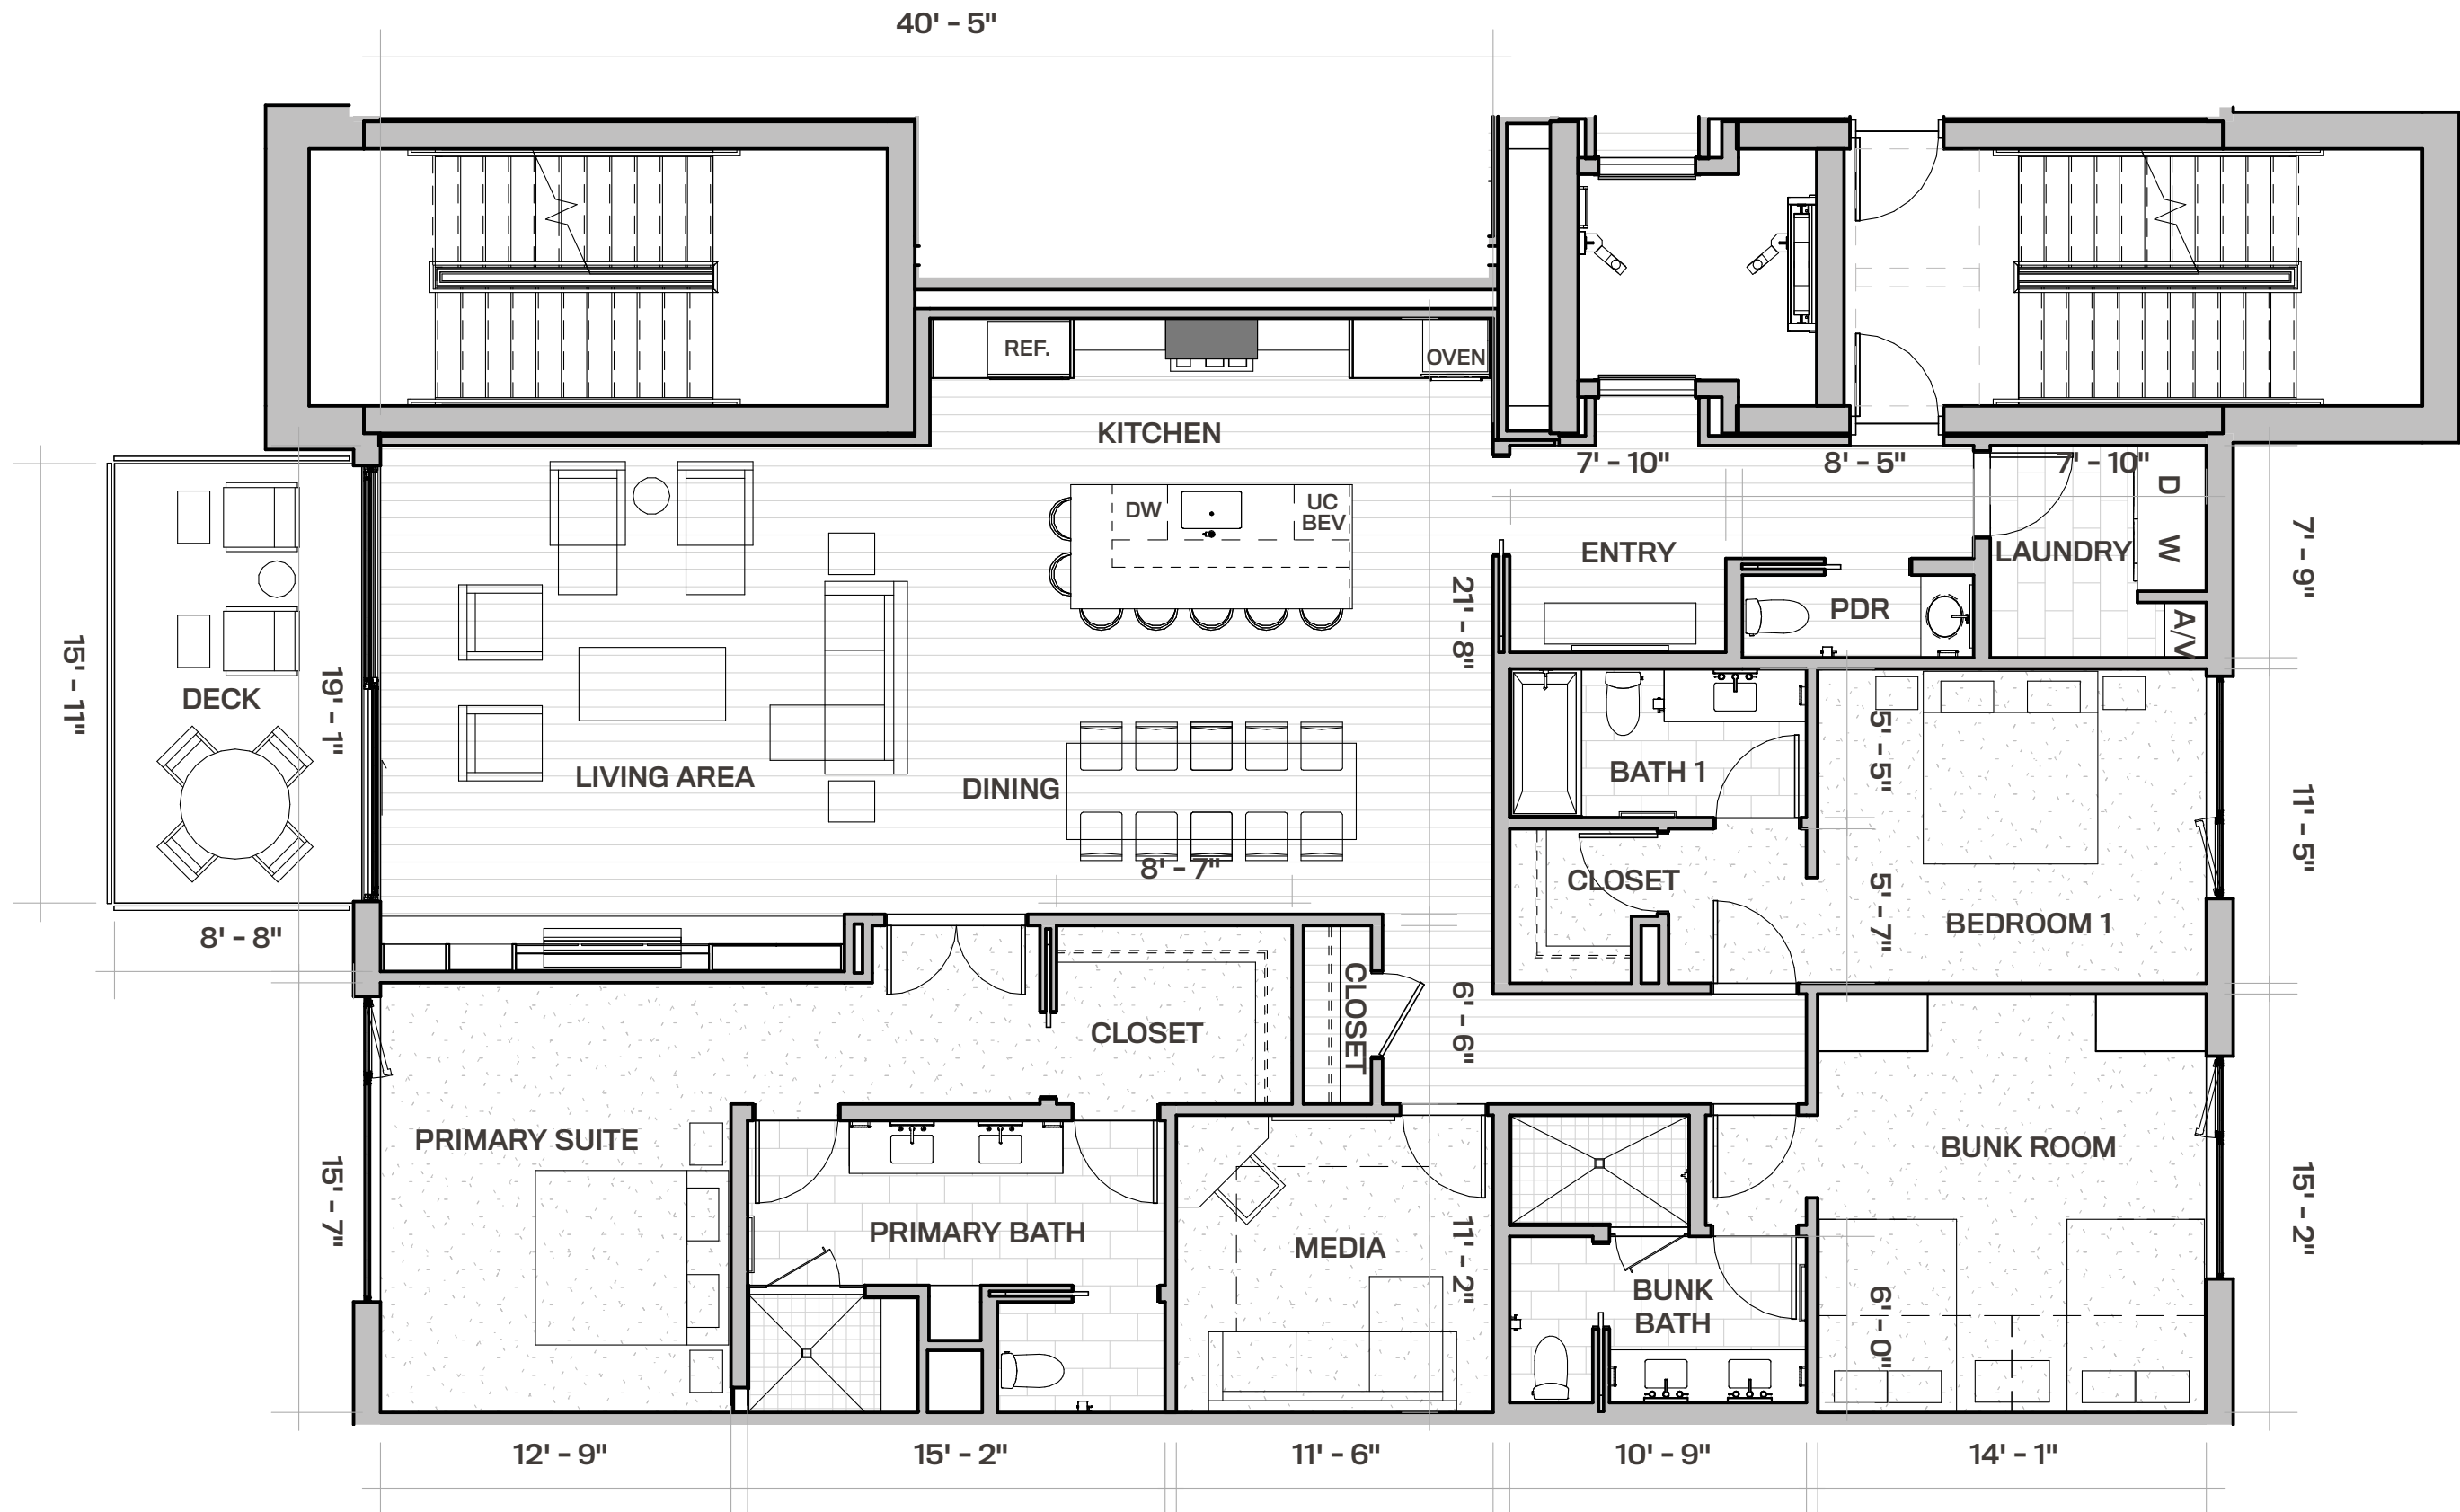 40' - 5"
REF.
OVEN
KITCHEN
7' - 10"
8' - 5"
7' - 10"
D
W
DW
UC
BEV
ENTRY
LAUNDRY
7' - 9"
PDR
A/V
21' - 8"
15' - 11"
DECK
19' - 1"
LIVING AREA
DINING
BATH 1
5' - 5"
11' - 5"
8' - 7"
CLOSET
5' - 7"
BEDROOM 1
8' - 8"
CLOSET
CLOSET
6' - 6"
PRIMARY SUITE
BUNK ROOM
15' - 7"
PRIMARY BATH
MEDIA
11' - 2"
15' - 2"
BUNK
BATH
6' - 0"
12' - 9"
15' - 2"
11' - 6"
10' - 9"
14' - 1"